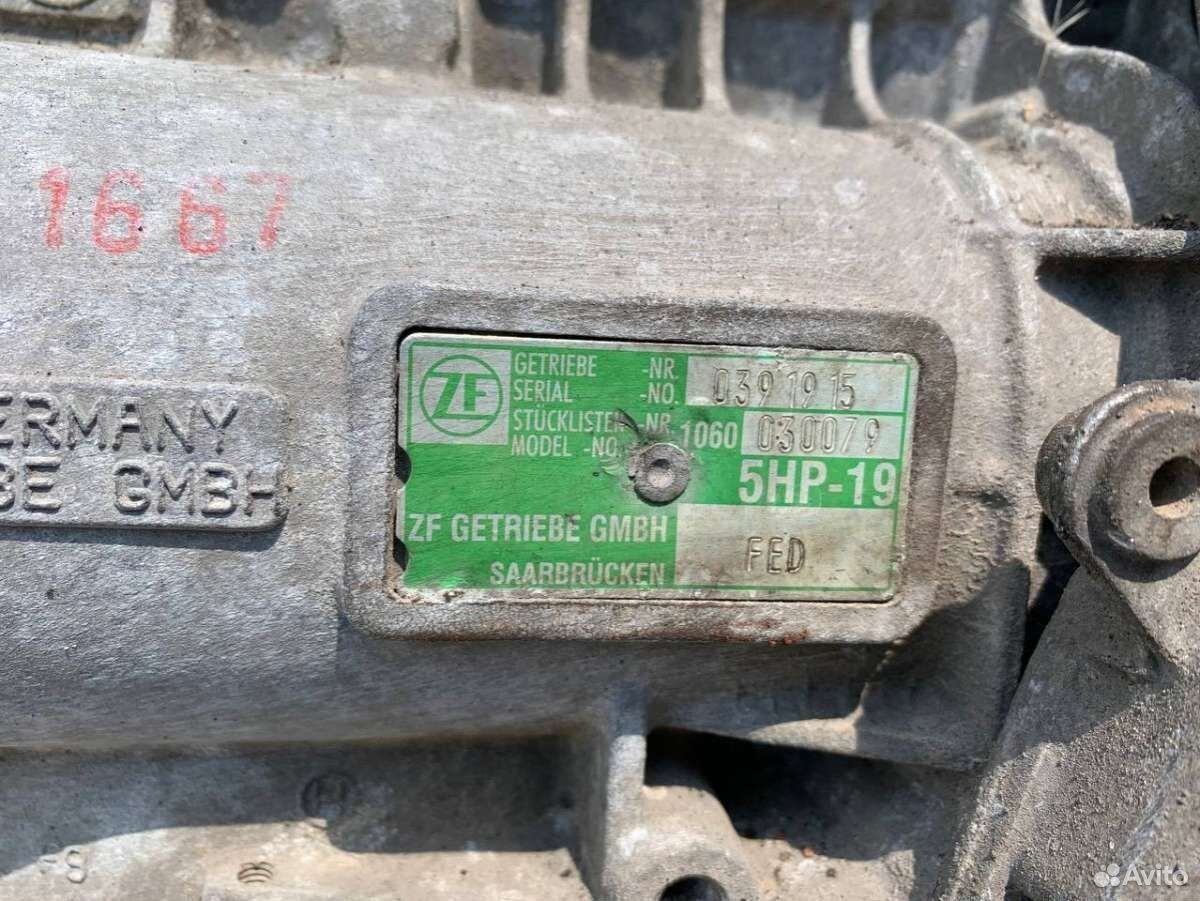 1667
ERMANY
BE GMBH
ZF
GETRIEBE -NR.
SERIAL -NO.
0391915
STÜCKLISTEN -NR.
MODEL -NO.
1060 030079
5HP-19
ZF GETRIEBE GMBH
SAARBRÜCKEN
FED
H
Avito